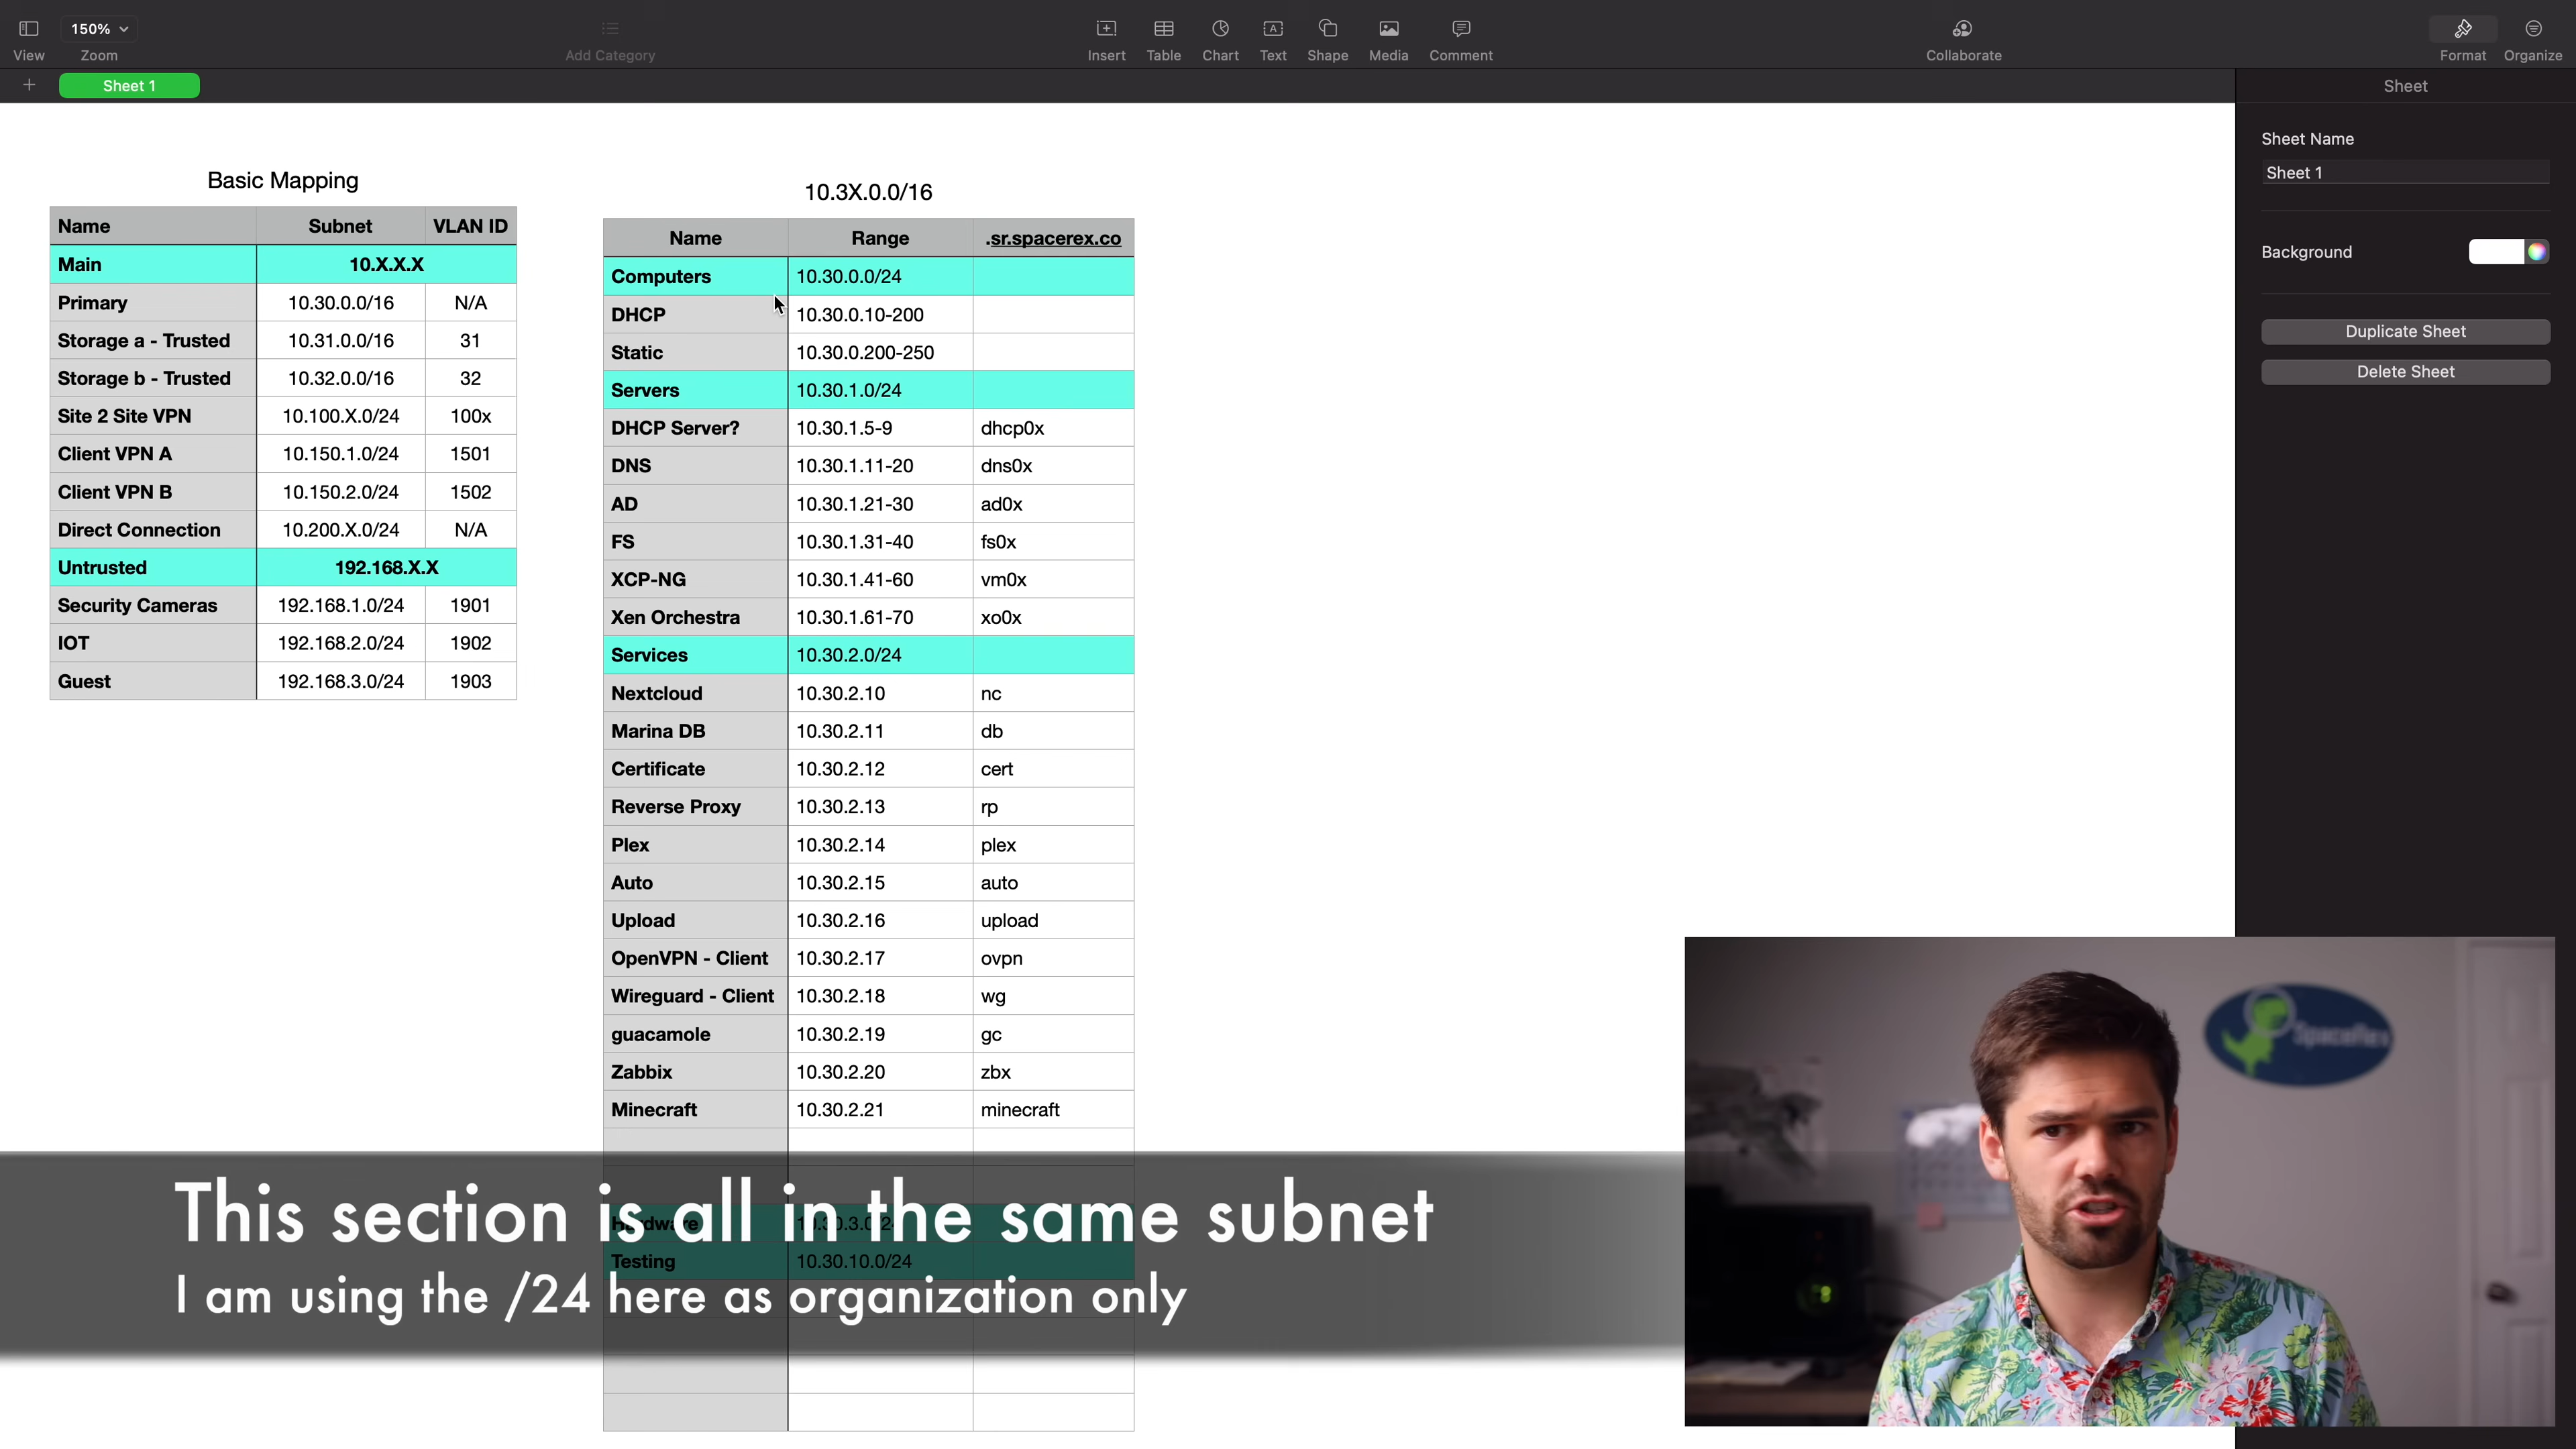 150%
View
Zoom
Add Category
Insert
Table
Chart
Text
Shape
Media
Comment
Collaborate
Format
Organize
Sheet 1
Sheet
Sheet Name
Sheet 1
Background
Duplicate Sheet
Delete Sheet
Basic Mapping
Name Subnet VLAN ID
Main 10.X.X.X
Primary 10.30.0.0/16 N/A
Storage a - Trusted 10.31.0.0/16 31
Storage b - Trusted 10.32.0.0/16 32
Site 2 Site VPN 10.100.X.0/24 100x
Client VPN A 10.150.1.0/24 1501
Client VPN B 10.150.2.0/24 1502
Direct Connection 10.200.X.0/24 N/A
Untrusted 192.168.X.X
Security Cameras 192.168.1.0/24 1901
IOT 192.168.2.0/24 1902
Guest 192.168.3.0/24 1903
10.3X.0.0/16
Name Range .sr.spacerex.co
Computers 10.30.0.0/24
DHCP 10.30.0.10-200
Static 10.30.0.200-250
Servers 10.30.1.0/24
DHCP Server? 10.30.1.5-9 dhcp0x
DNS 10.30.1.11-20 dns0x
AD 10.30.1.21-30 ad0x
FS 10.30.1.31-40 fs0x
XCP-NG 10.30.1.41-60 vm0x
Xen Orchestra 10.30.1.61-70 xo0x
Services 10.30.2.0/24
Nextcloud 10.30.2.10 nc
Marina DB 10.30.2.11 db
Certificate 10.30.2.12 cert
Reverse Proxy 10.30.2.13 rp
Plex 10.30.2.14 plex
Auto 10.30.2.15 auto
Upload 10.30.2.16 upload
OpenVPN - Client 10.30.2.17 ovpn
Wireguard - Client 10.30.2.18 wg
guacamole 10.30.2.19 gc
Zabbix 10.30.2.20 zbx
Minecraft 10.30.2.21 minecraft
Hardware 10.30.3.0/24
Testing 10.30.10.0/24
This section is all in the same subnet
I am using the /24 here as organization only
SpaceRex